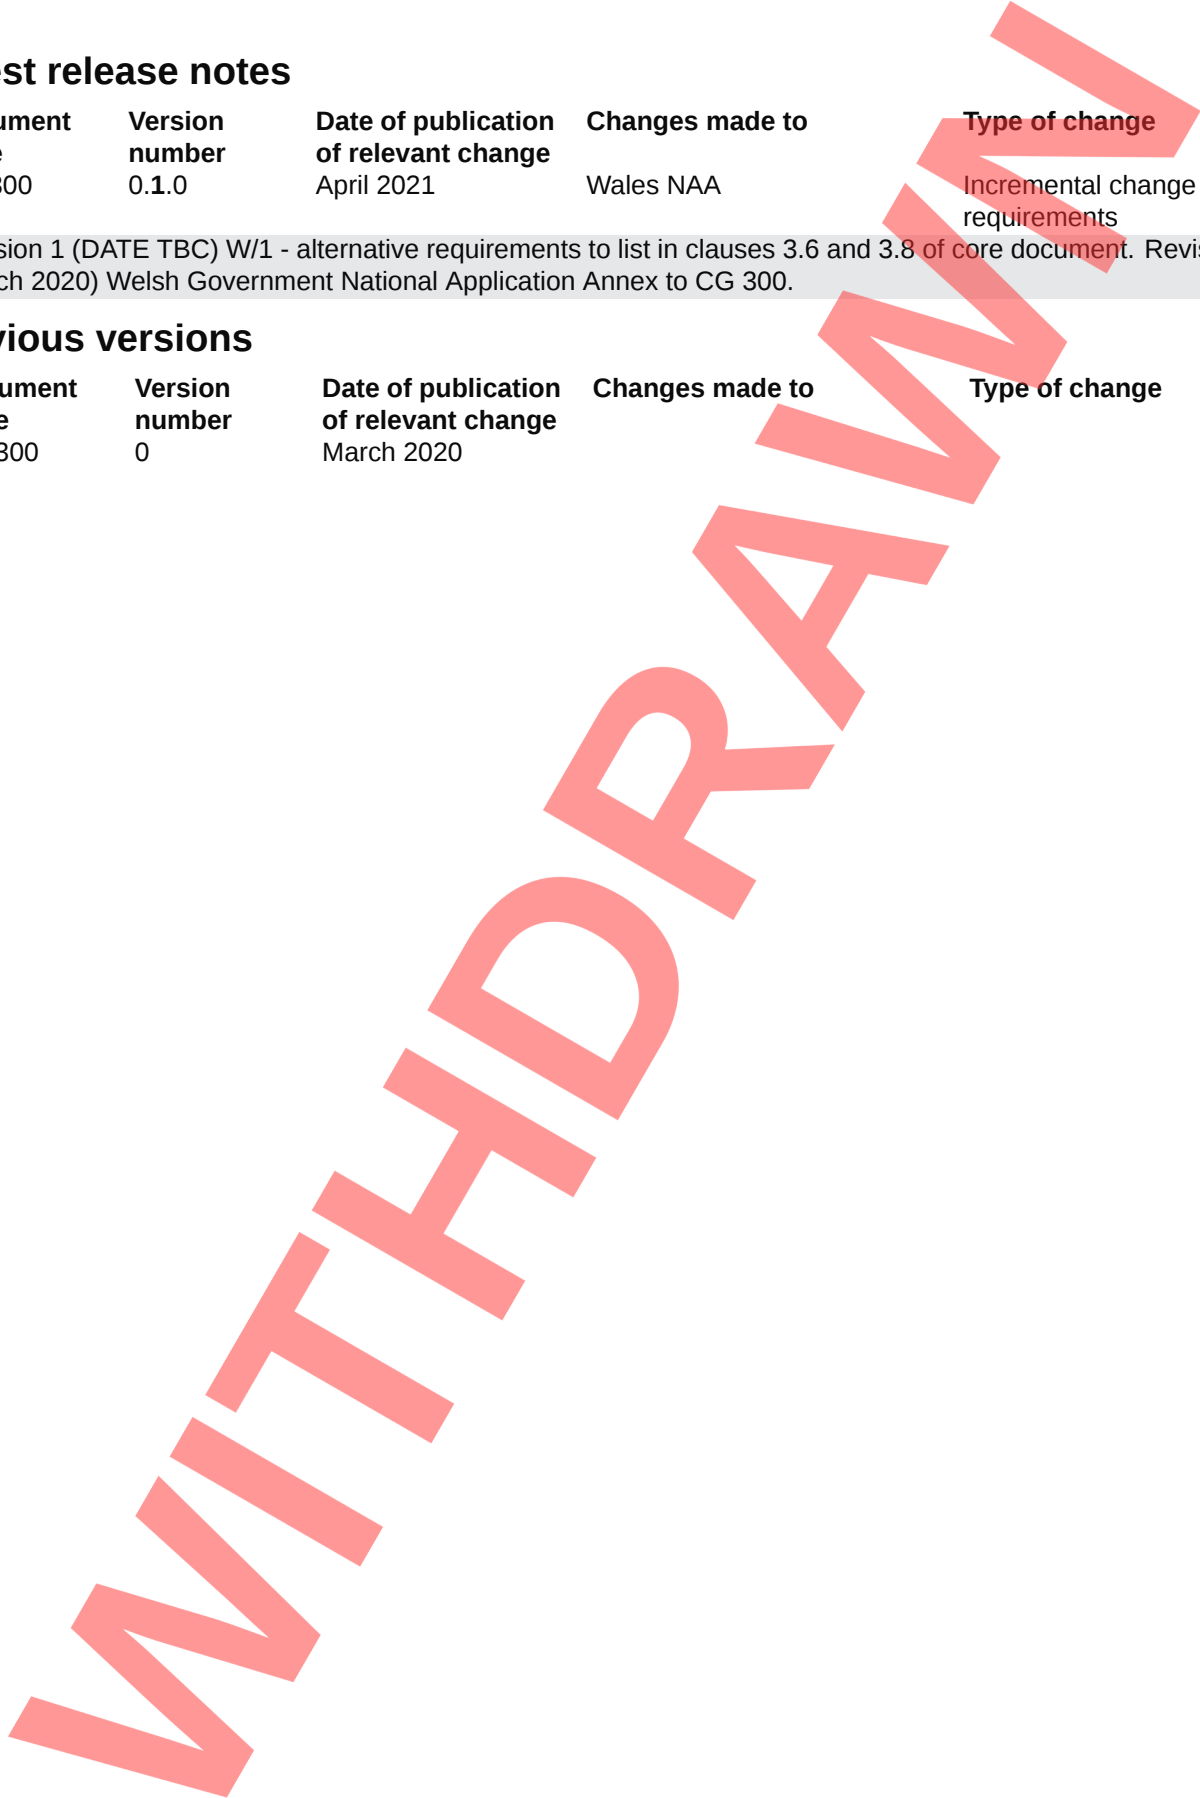 est release notes
ument Version Date of publication Changes made to Type of change
e number of relevant change
300 0.1.0 April 2021 Wales NAA Incremental change
requirements
sion 1 (DATE TBC) W/1 - alternative requirements to list in clauses 3.6 and 3.8 of core document. Revis
ch 2020) Welsh Government National Application Annex to CG 300.
vious versions
ument Version Date of publication Changes made to Type of change
e number of relevant change
300 0 March 2020
WITHDRAWN